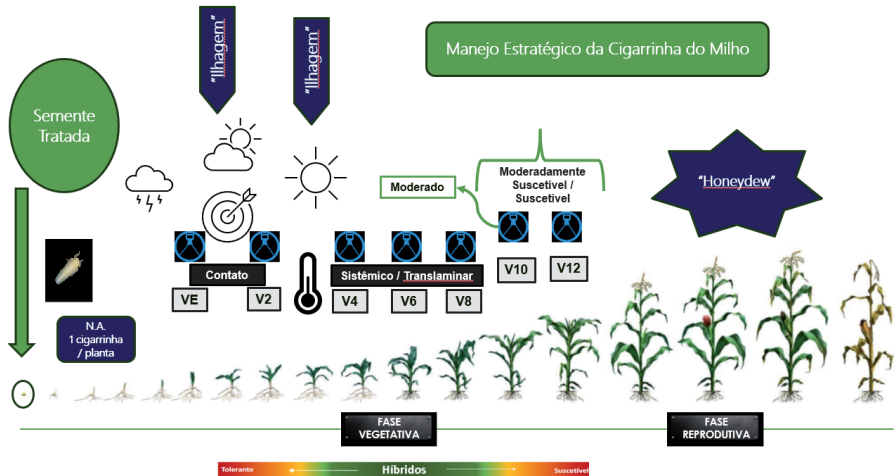 Manejo Estratégico da Cigarrinha do Milho
"Ilhagem"
"Ilhagem"
Semente
Tratada
Moderado
Moderadamente
Suscetível /
Suscetível
"Honeydew"
Contato
Sistêmico / Translaminar
VE
V2
V4
V6
V8
V10
V12
N.A.
1 cigarrinha
/ planta
FASE
VEGETATIVA
FASE
REPRODUTIVA
Tolerante
Híbridos
Suscetível